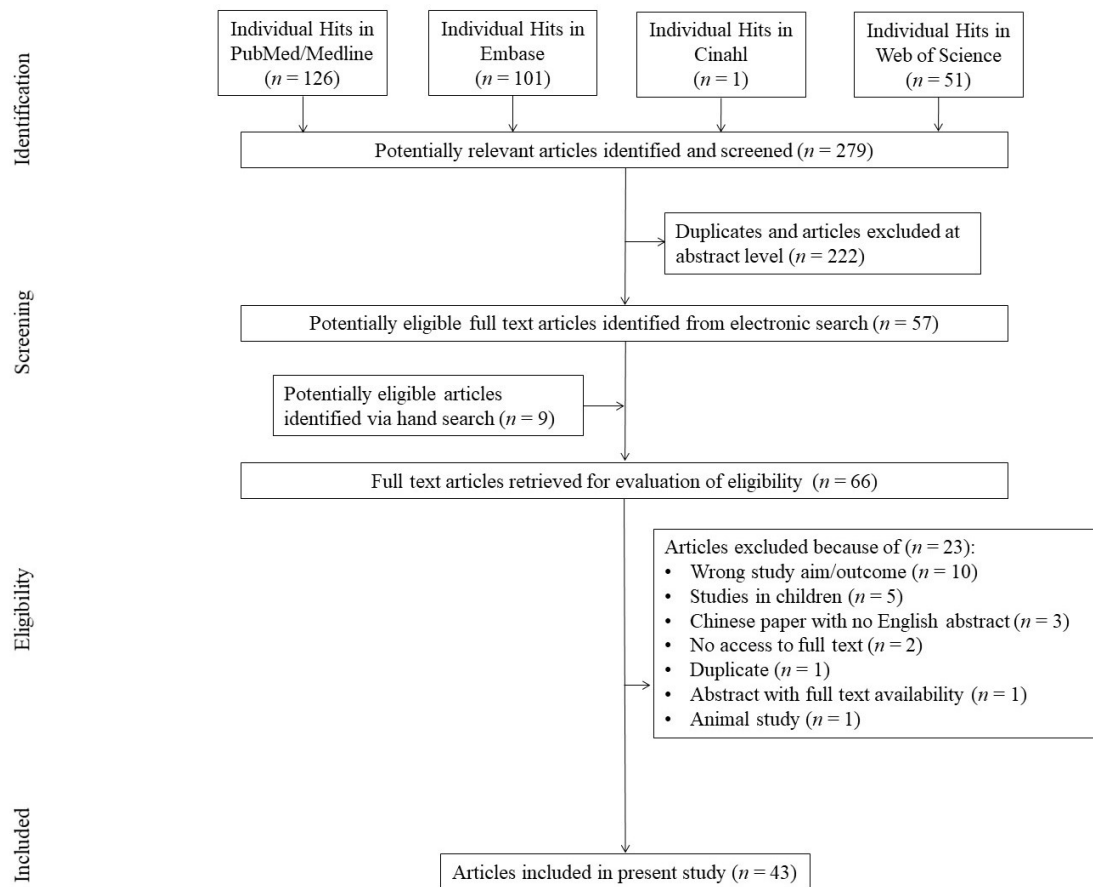 Identification
Individual Hits in
PubMed/Medline
(n = 126)
Individual Hits in
Embase
(n = 101)
Individual Hits in
Cinahl
(n = 1)
Individual Hits in
Web of Science
(n = 51)
Potentially relevant articles identified and screened (n = 279)
Duplicates and articles excluded at
abstract level (n = 222)
Screening
Potentially eligible full text articles identified from electronic search (n = 57)
Potentially eligible articles
identified via hand search (n = 9)
Full text articles retrieved for evaluation of eligibility (n = 66)
Eligibility
Articles excluded because of (n = 23):
• Wrong study aim/outcome (n = 10)
• Studies in children (n = 5)
• Chinese paper with no English abstract (n = 3)
• No access to full text (n = 2)
• Duplicate (n = 1)
• Abstract with full text availability (n = 1)
• Animal study (n = 1)
Included
Articles included in present study (n = 43)